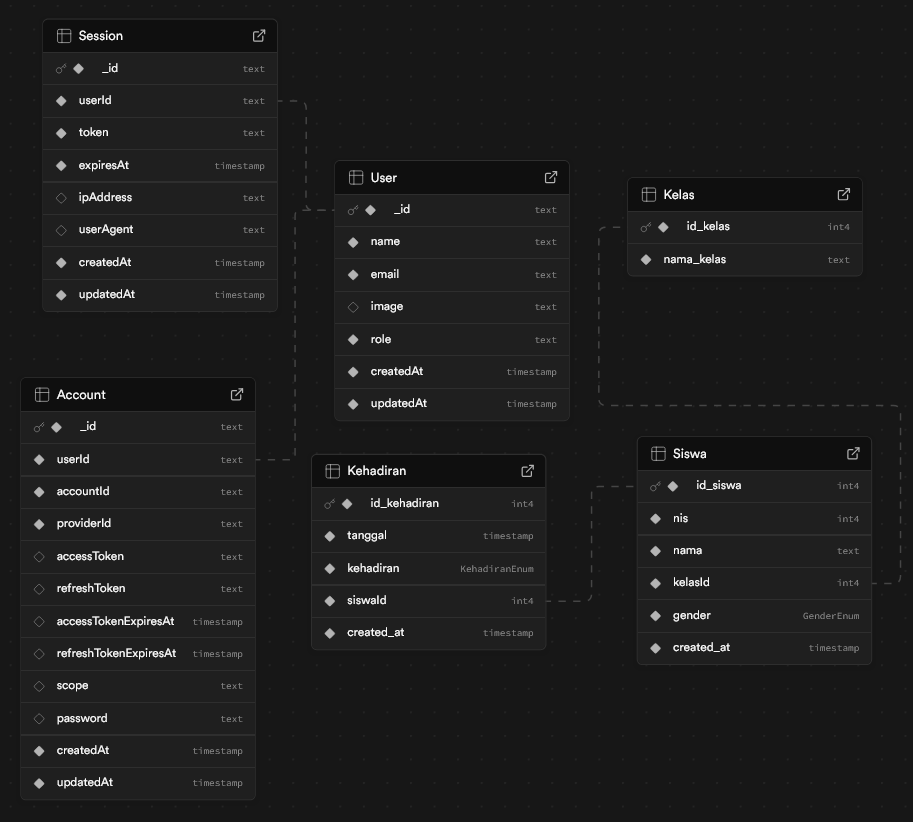 Session
_id text
userId text
token text
expiresAt timestamp
ipAddress text
userAgent text
createdAt timestamp
updatedAt timestamp
User
_id text
name text
email text
image text
role text
createdAt timestamp
updatedAt timestamp
Kelas
id_kelas int4
nama_kelas text
Account
_id text
userId text
accountId text
providerId text
accessToken text
refreshToken text
accessTokenExpiresAt timestamp
refreshTokenExpiresAt timestamp
scope text
password text
createdAt timestamp
updatedAt timestamp
Kehadiran
id_kehadiran int4
tanggal timestamp
kehadiran KehadiranEnum
siswaId int4
created_at timestamp
Siswa
id_siswa int4
nis int4
nama text
kelasId int4
gender GenderEnum
created_at timestamp